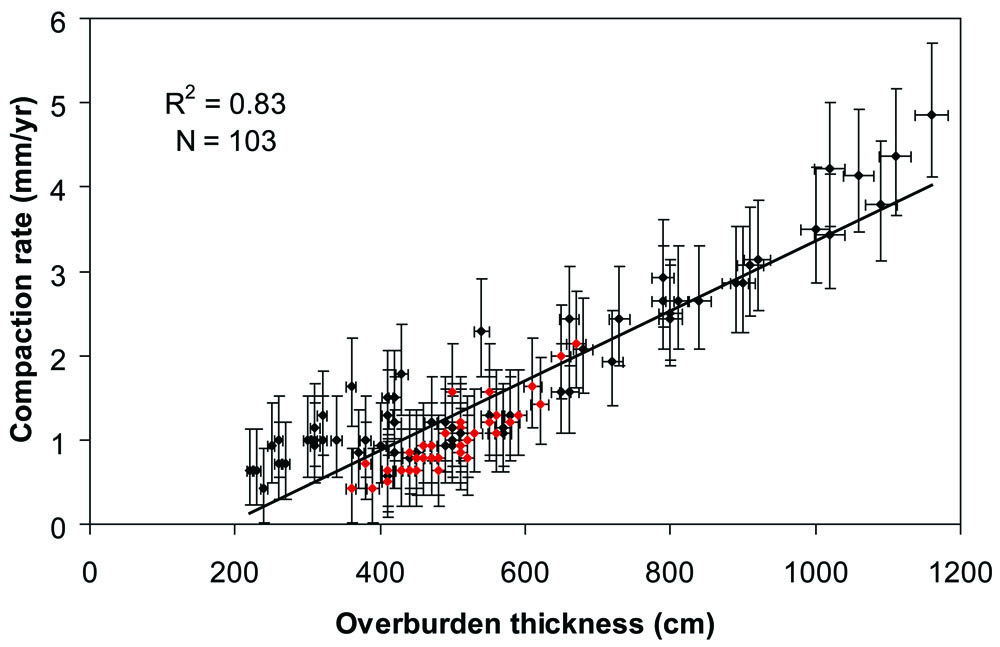 6
5
4
3
2
1
0
Compaction rate (mm/yr)
R² = 0.83
N = 103
0 200 400 600 800 1000 1200
Overburden thickness (cm)